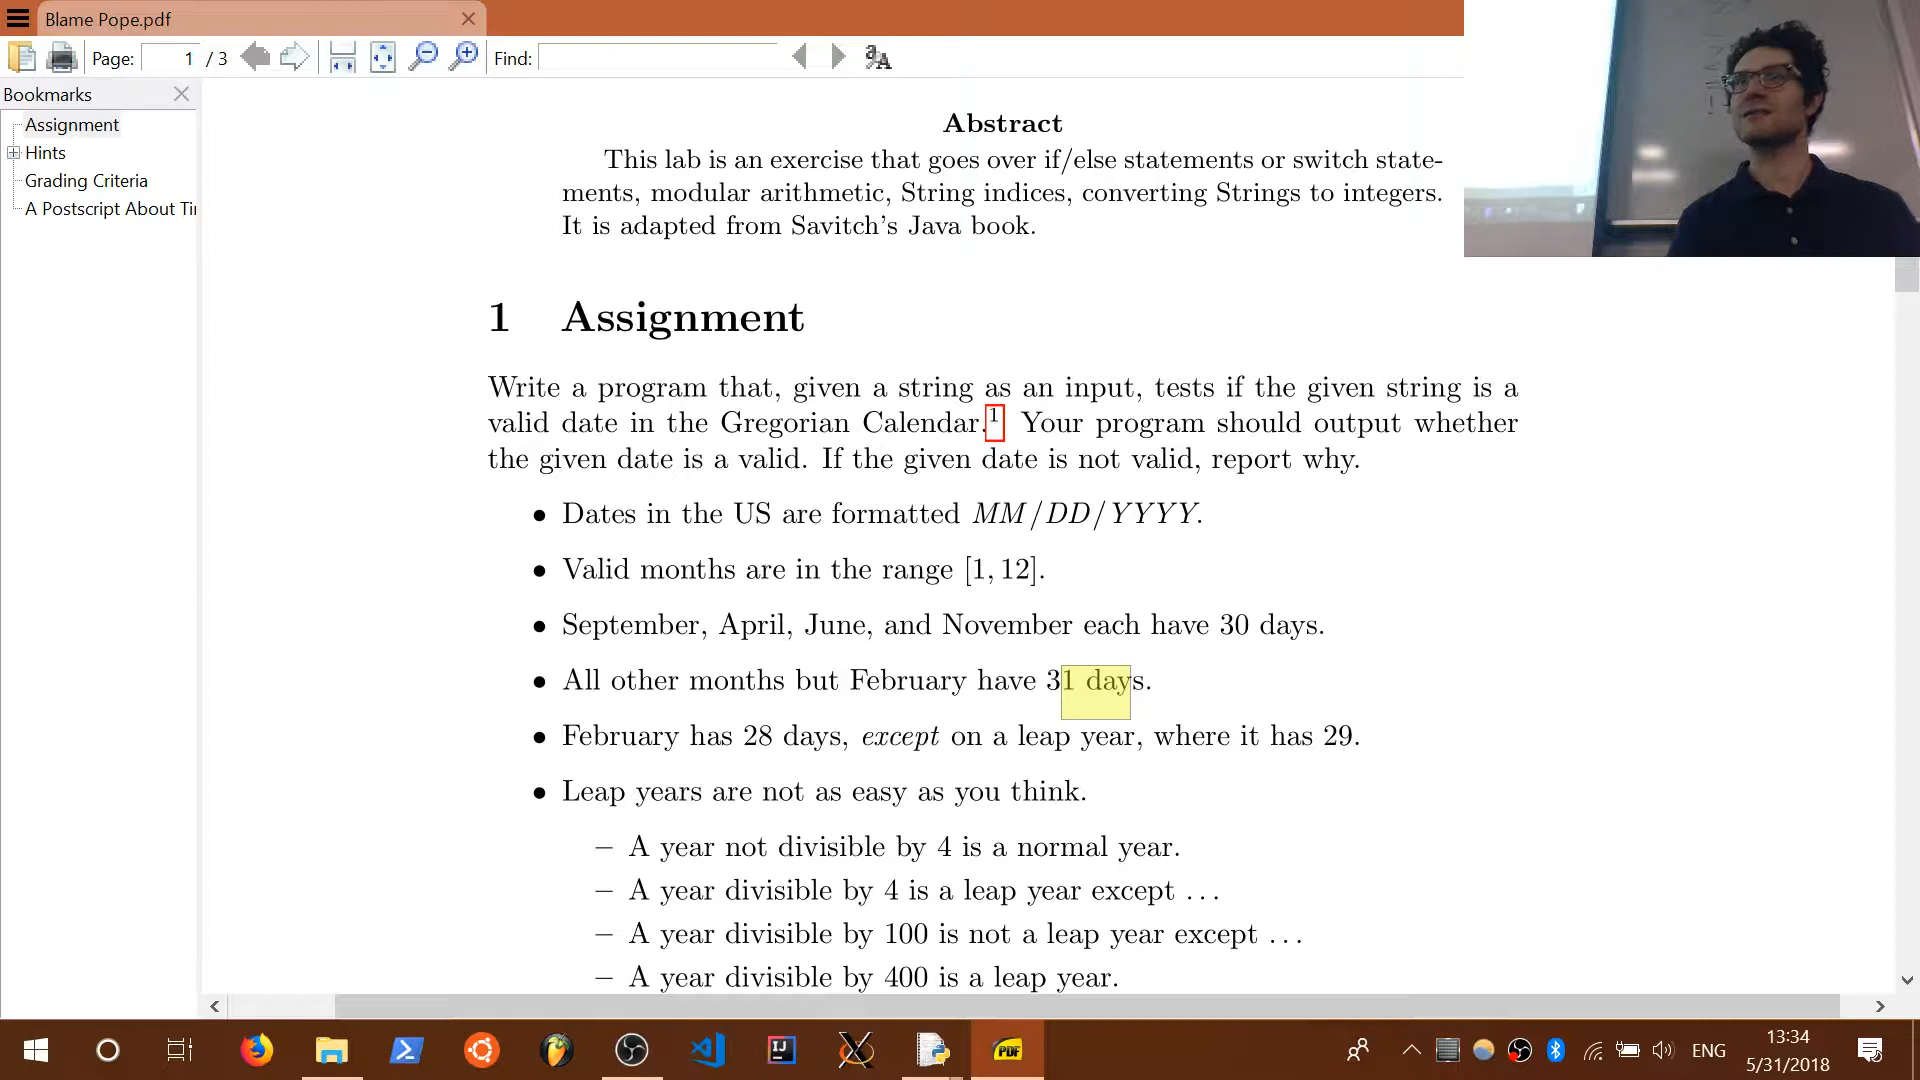 Blame Pope.pdf
Page: 1 / 3 Find:
Bookmarks
Assignment
Hints
Grading Criteria
A Postscript About Ti
Abstract
This lab is an exercise that goes over if/else statements or switch state-
ments, modular arithmetic, String indices, converting Strings to integers.
It is adapted from Savitch's Java book.
1 Assignment
Write a program that, given a string as an input, tests if the given string is a
valid date in the Gregorian Calendar.1 Your program should output whether
the given date is a valid. If the given date is not valid, report why.
• Dates in the US are formatted MM/DD/YYYY.
• Valid months are in the range [1, 12].
• September, April, June, and November each have 30 days.
• All other months but February have 31 days.
• February has 28 days, except on a leap year, where it has 29.
• Leap years are not as easy as you think.
– A year not divisible by 4 is a normal year.
– A year divisible by 4 is a leap year except ...
– A year divisible by 100 is not a leap year except ...
– A year divisible by 400 is a leap year.
IJ
PDF
ENG
13:34
5/31/2018